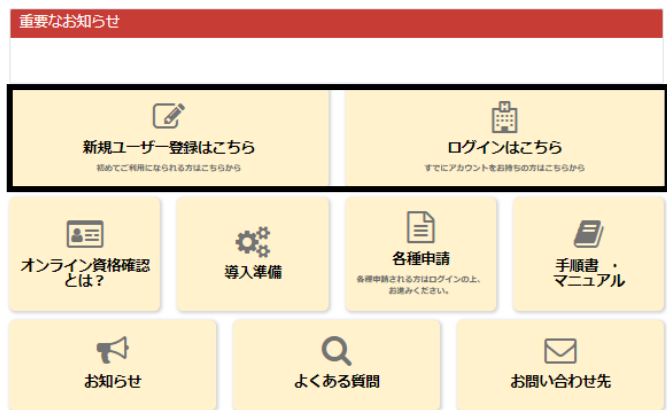 重要なお知らせ
新規ユーザー登録はこちら
初めてご利用になられる方はこちらから
ログインはこちら
すでにアカウントをお持ちの方はこちらから
オンライン資格確認
とは？
導入準備
各種申請
各種申請される方はログインの上、
お進みください。
手順書 ・
マニュアル
お知らせ
よくある質問
お問い合わせ先